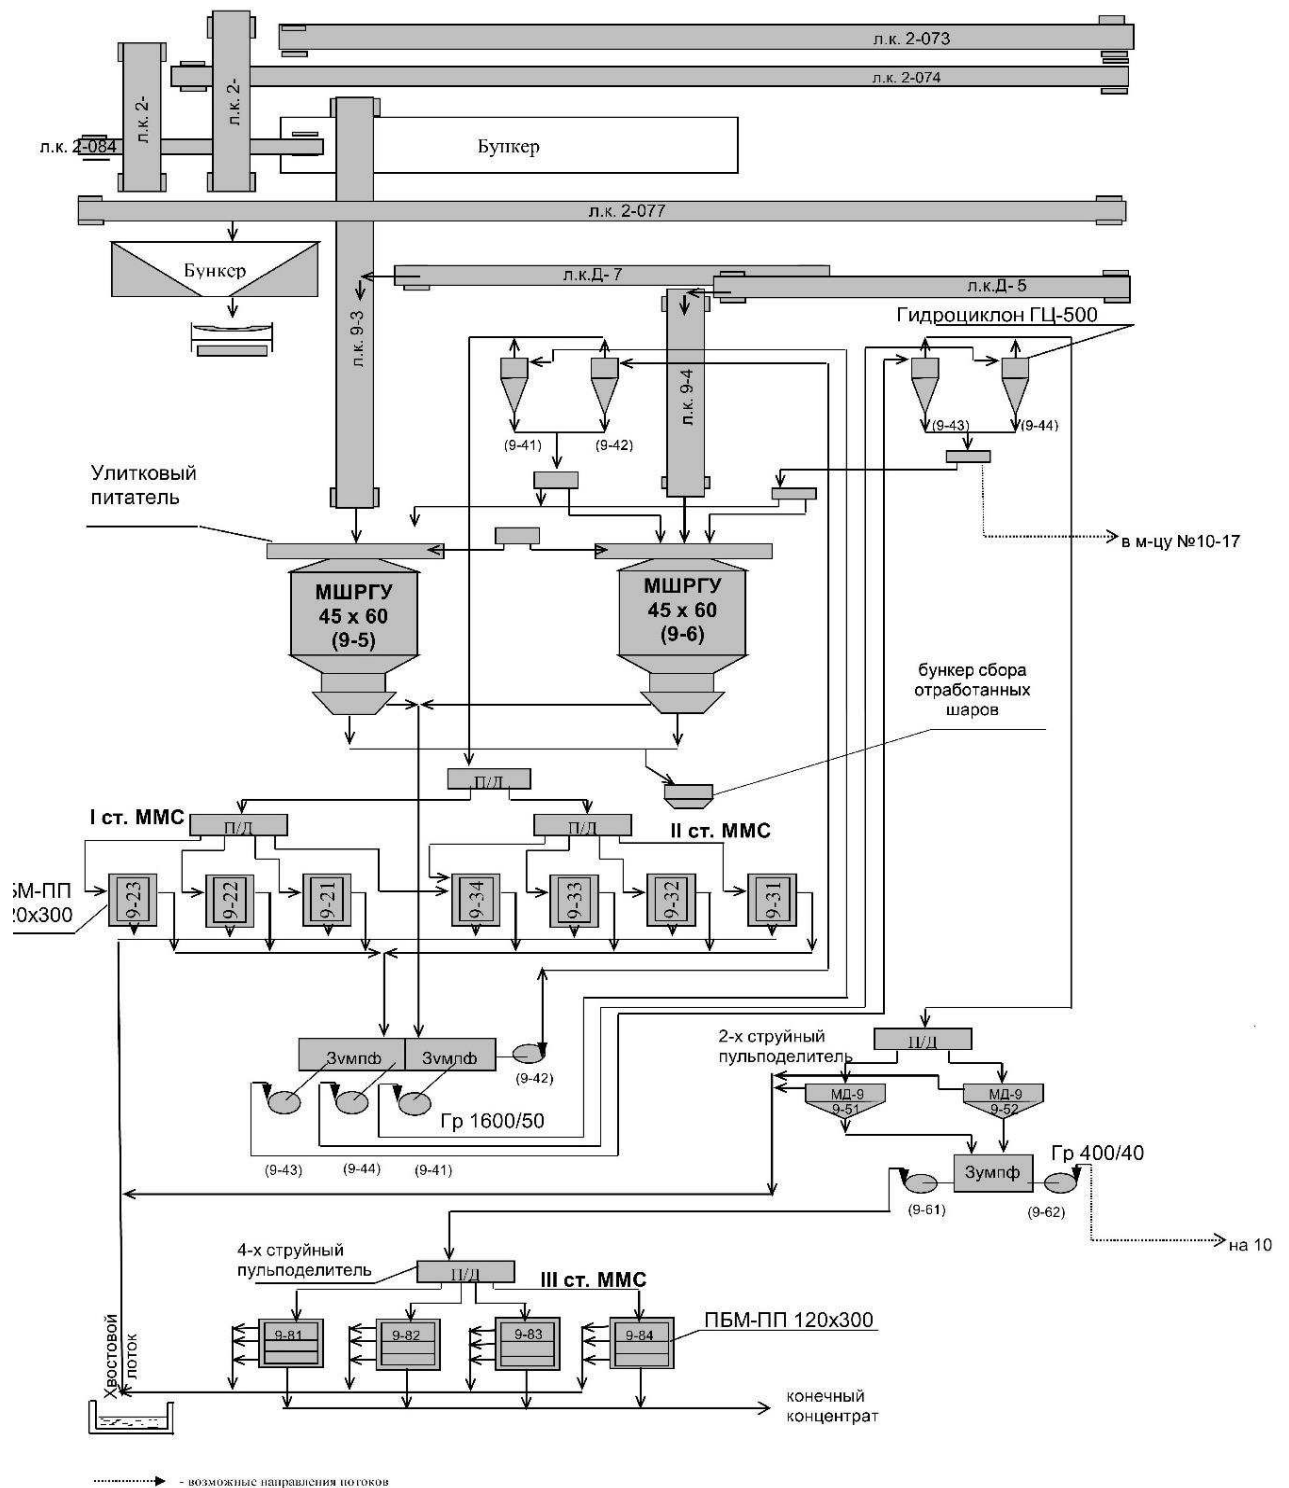 л.к. 2-073
л.к. 2-074
л.к. 2-
л.к. 2-
л.к. 2-084
Бункер
л.к. 2-077
Бункер
л.к.Д- 7
л.к.Д- 5
л.к. 9-3
л.к. 9-4
Гидроциклон ГЦ-500
(9-41)
(9-42)
(9-43)
(9-44)
Улитковый
питатель
в м-цу №10-17
МШРГУ
45 х 60
(9-5)
МШРГУ
45 х 60
(9-6)
бункер сбора
отработанных
шаров
П/Д
I ст. ММС
П/Д
П/Д
II ст. ММС
БМ-ПП
20х300
9-23
9-22
9-21
9-34
9-33
9-32
9-31
2-х струйный
пульподелитель
П/Д
Зумпф
Зумпф
(9-42)
МД-9
9-51
МД-9
9-52
Гр 1600/50
(9-43)
(9-44)
(9-41)
Зумпф
Гр 400/40
(9-61)
(9-62)
на 10
4-х струйный
пульподелитель
П/Д
III ст. ММС
9-81
9-82
9-83
9-84
ПБМ-ПП 120х300
Хвостовой
лоток
конечный
концентрат
- возможные направления потоков